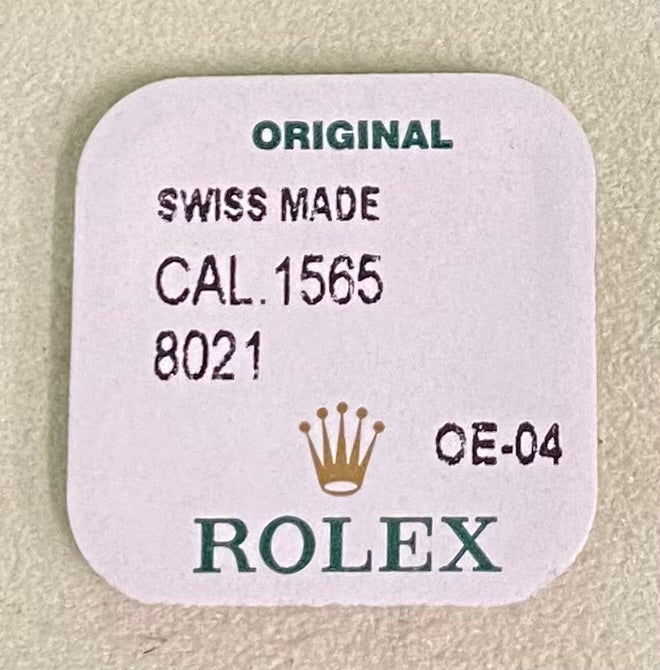 ORIGINAL
SWISS MADE
CAL.1565
8021
OE-04
ROLEX